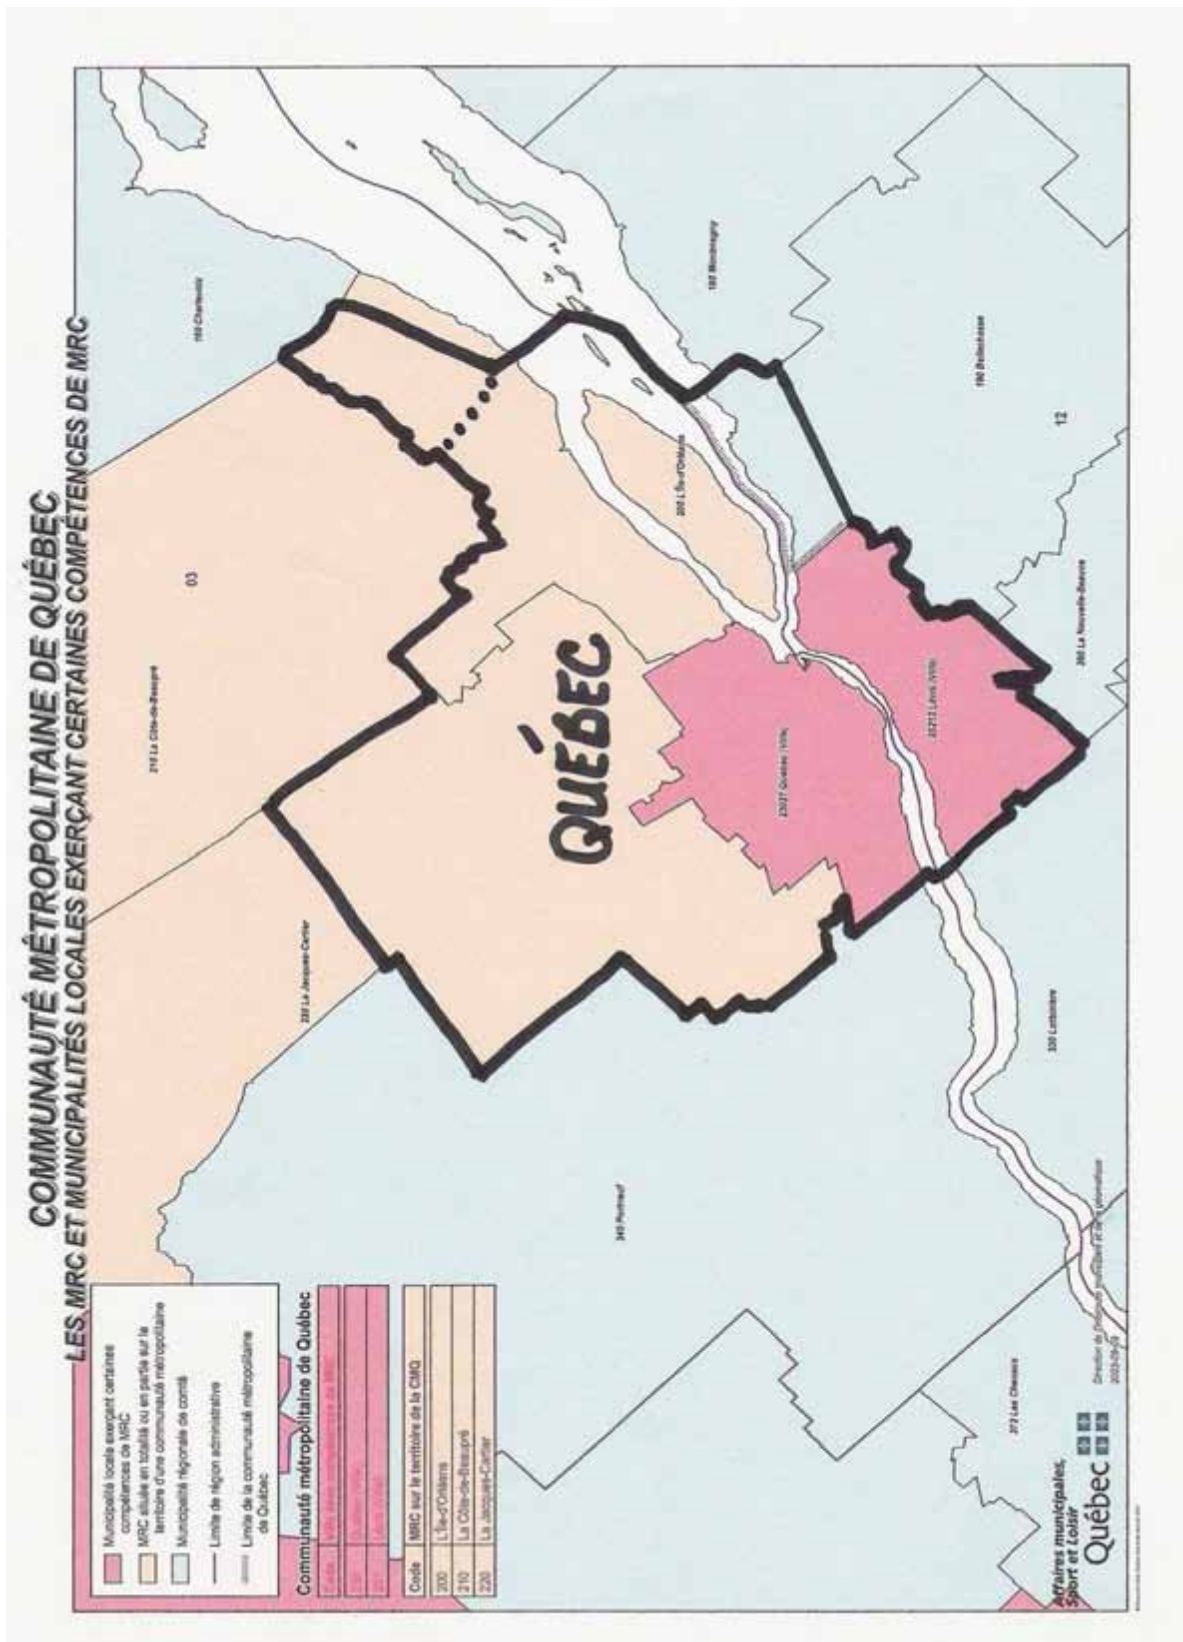 COMMUNAUTÉ MÉTROPOLITAINE DE QUÉBEC
LES MRC ET MUNICIPALITÉS LOCALES EXERÇANT CERTAINES COMPÉTENCES DE MRC
160 Charlevoix
210 La Côte-de-Beaupré
03
220 La Jacques-Cartier
QUÉBEC
200 L'Île-d'Orléans
180 Montmagny
190 Bellechasse
12
23027 Québec (Ville)
25213 Lévis (Ville)
260 La Nouvelle-Beauce
330 Lotbinière
340 Portneuf
372 Les Chenaux
Municipalité locale exerçant certaines
compétences de MRC
MRC située en totalité ou en partie sur le
territoire d'une communauté métropolitaine
Municipalité régionale de comté
Limite de région administrative
Limite de la communauté métropolitaine
de Québec
Communauté métropolitaine de Québec
Code
Code MRC sur le territoire de la CMQ
200 L'Île-d'Orléans
210 La Côte-de-Beaupré
220 La Jacques-Cartier
Affaires municipales,
Sport et Loisir
Québec